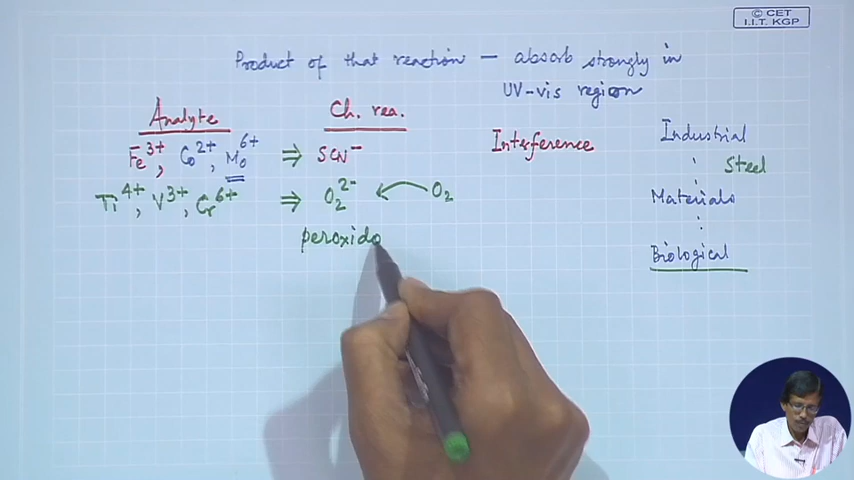 © CET
I.I.T. KGP
Product of that reaction — absorb strongly in
UV-vis region
Analyte Ch. rea.
Interference
Fe³⁺, Co²⁺, Mo⁶⁺ ⇒ SCN⁻
Ti⁴⁺, V³⁺, Cr⁶⁺ ⇒ O₂²⁻ ← O₂
peroxido
Industrial
Steel
Materials
Biological